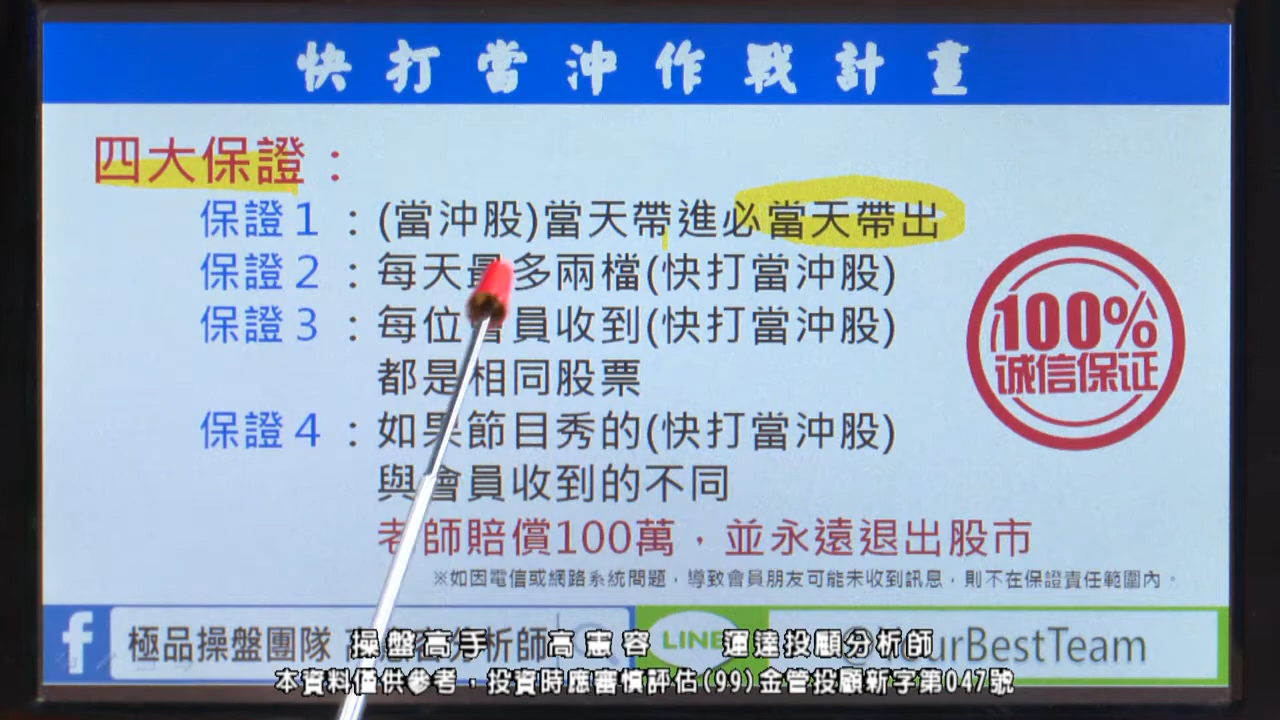 快打當沖作戰計畫
四大保證：
保證1：(當沖股)當天帶進必當天帶出
保證2：每天最多兩檔(快打當沖股)
保證3：每位會員收到(快打當沖股)
都是相同股票
保證4：如果節目秀的(快打當沖股)
與會員收到的不同
老師賠償100萬，並永遠退出股市
※如因電信或網路系統問題，導致會員朋友可能未收到訊息，則不在保證責任範圍內。
100%
诚信保证
f 極品操盤團隊
LINE
操盤高手 高憲容 運達投顧分析師
本資料僅供參考，投資時應審慎評估(99)金管投顧新字第047號